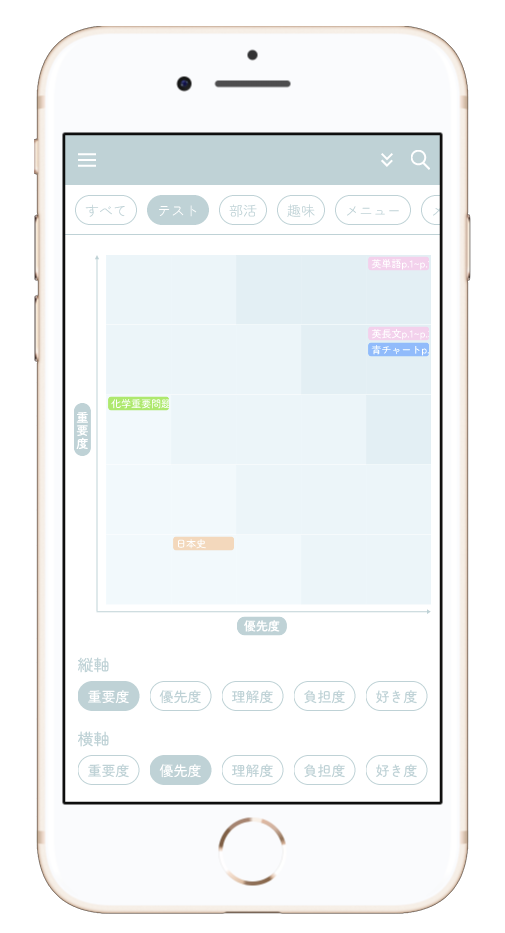 すべて テスト 部活 趣味 メニュー
英単語p.1~p.
英長文p.1~p.
青チャートp.
化学重要問題
重要度
日本史
優先度
縦軸
重要度 優先度 理解度 負担度 好き度
横軸
重要度 優先度 理解度 負担度 好き度